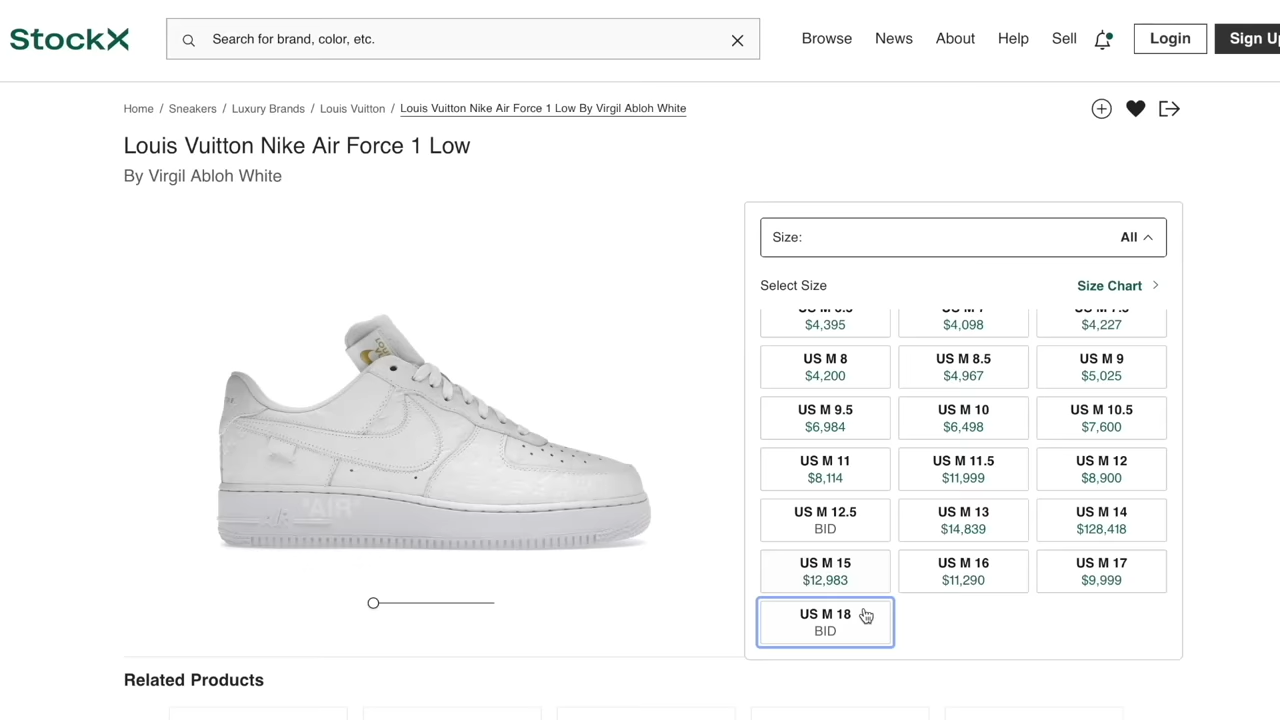 StockX
Search for brand, color, etc.
Browse News About Help Sell Login Sign
Home / Sneakers / Luxury Brands / Louis Vuitton / Louis Vuitton Nike Air Force 1 Low By Virgil Abloh White
Louis Vuitton Nike Air Force 1 Low
By Virgil Abloh White
Size: All
Select Size Size Chart
$4,395 $4,098 $4,227
US M 8 US M 8.5 US M 9
$4,200 $4,967 $5,025
US M 9.5 US M 10 US M 10.5
$6,984 $6,498 $7,600
US M 11 US M 11.5 US M 12
$8,114 $11,999 $8,900
US M 12.5 US M 13 US M 14
BID $14,839 $128,418
US M 15 US M 16 US M 17
$12,983 $11,290 $9,999
US M 18
BID
"AIR"
AIR
Related Products